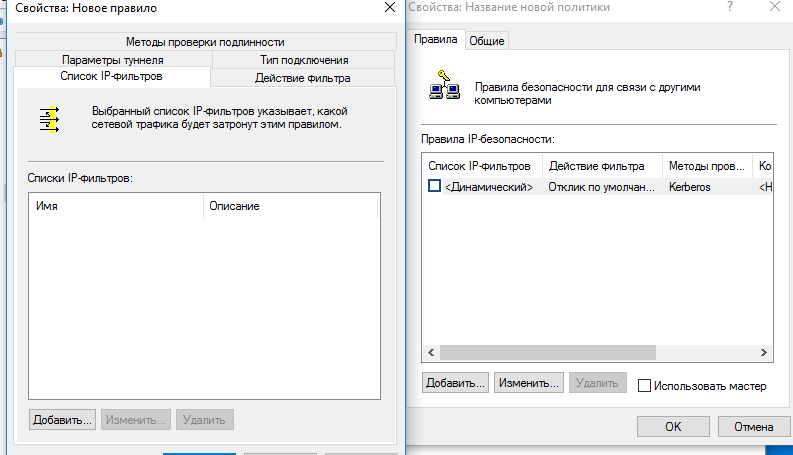 Свойства: Новое правило
Методы проверки подлинности
Параметры туннеля
Тип подключения
Список IP-фильтров
Действие фильтра
Выбранный список IP-фильтров указывает, какой
сетевой трафика будет затронут этим правилом.
Списки IP-фильтров:
Имя
Описание
Добавить...
Изменить...
Удалить
Свойства: Название новой политики
?
Правила
Общие
Правила безопасности для связи с другими
компьютерами
Правила IP-безопасности:
Список IP-фильтров
Действие фильтра
Методы пров...
Ко
<Динамический>
Отклик по умолчан...
Kerberos
<Н
Добавить...
Изменить...
Удалить
Использовать мастер
OK
Отмена